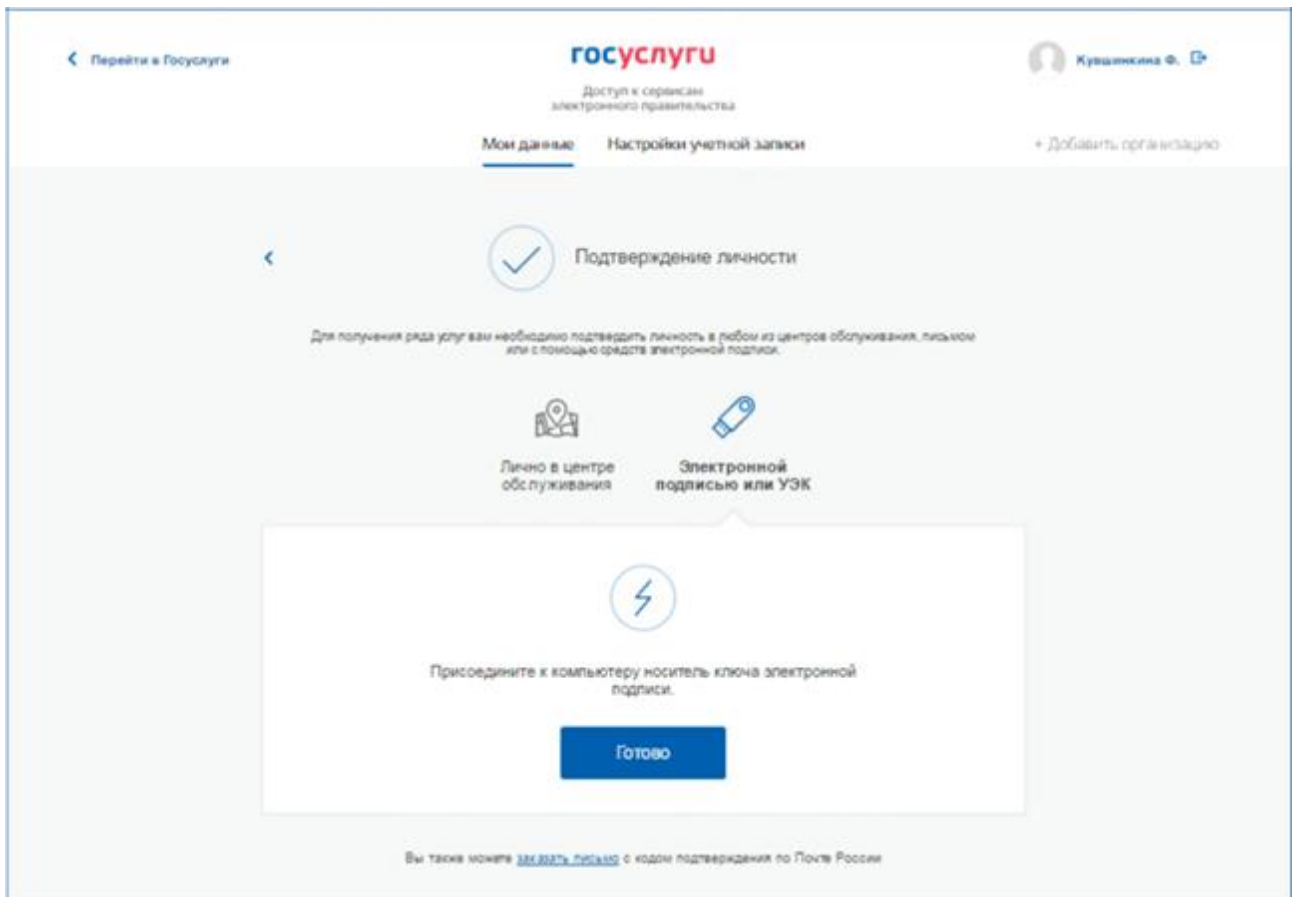 Перейти в Госуслуги
госуслуги
Кувшинкина Ф.
Доступ к сервисам
электронного правительства
Мои данные
Настройки учетной записи
+ Добавить организацию
Подтверждение личности
Для получения ряда услуг вам необходимо подтвердить личность в любом из центров обслуживания, письмом
или с помощью средств электронной подписи.
Лично в центре
обслуживания
Электронной
подписью или УЭК
Присоедините к компьютеру носитель ключа электронной
подписи.
Готово
Вы также можете заказать письмо с кодом подтверждения по Почте России